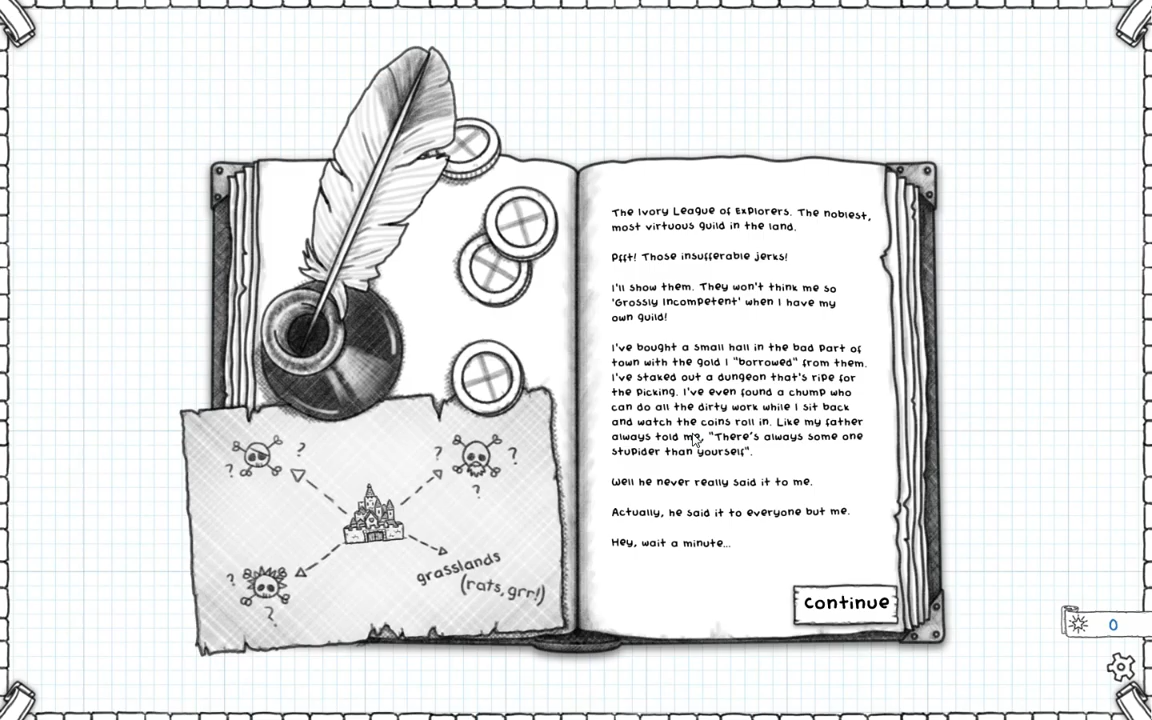 The Ivory League of Explorers. The noblest,
most virtuous guild in the land.
Pfft! Those insufferable jerks!
I'll show them. They won't think me so
'Grossly Incompetent' when I have my
own guild!
I've bought a small hall in the bad part of
town with the gold I "borrowed" from them.
I've staked out a dungeon that's ripe for
the picking. I've even found a chump who
can do all the dirty work while I sit back
and watch the coins roll in. Like my father
always told me, "There's always some one
stupider than yourself".
Well he never really said it to me.
Actually, he said it to everyone but me.
Hey, wait a minute...
continue
? ?
? ? ?
grasslands
(rats, grr!)
? ?
0